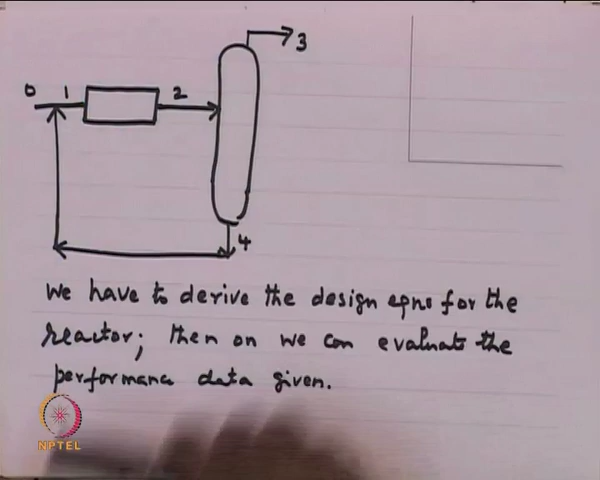 0 1 2 3
4
We have to derive the design eqns for the
reactor; then on we can evaluate the
performanc data given.
NPTEL